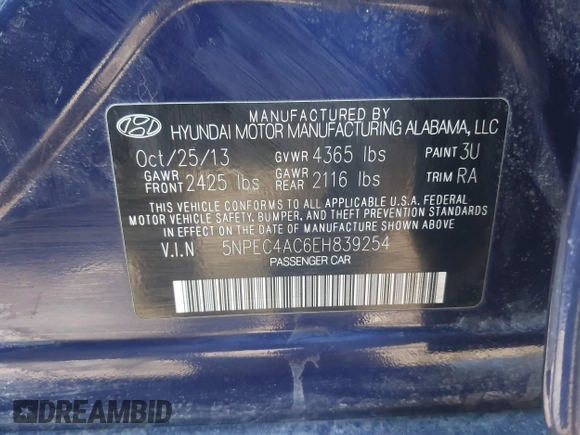 MANUFACTURED BY
HYUNDAI MOTOR MANUFACTURING ALABAMA, LLC
Oct/25/13 GVWR 4365 lbs PAINT 3U
GAWR FRONT 2425 lbs GAWR REAR 2116 lbs TRIM RA
THIS VEHICLE CONFORMS TO ALL APPLICABLE U.S.A. FEDERAL
MOTOR VEHICLE SAFETY, BUMPER, AND THEFT PREVENTION STANDARDS
IN EFFECT ON THE DATE OF MANUFACTURE SHOWN ABOVE.
V.I.N 5NPEC4AC6EH839254
PASSENGER CAR
DREAMBID